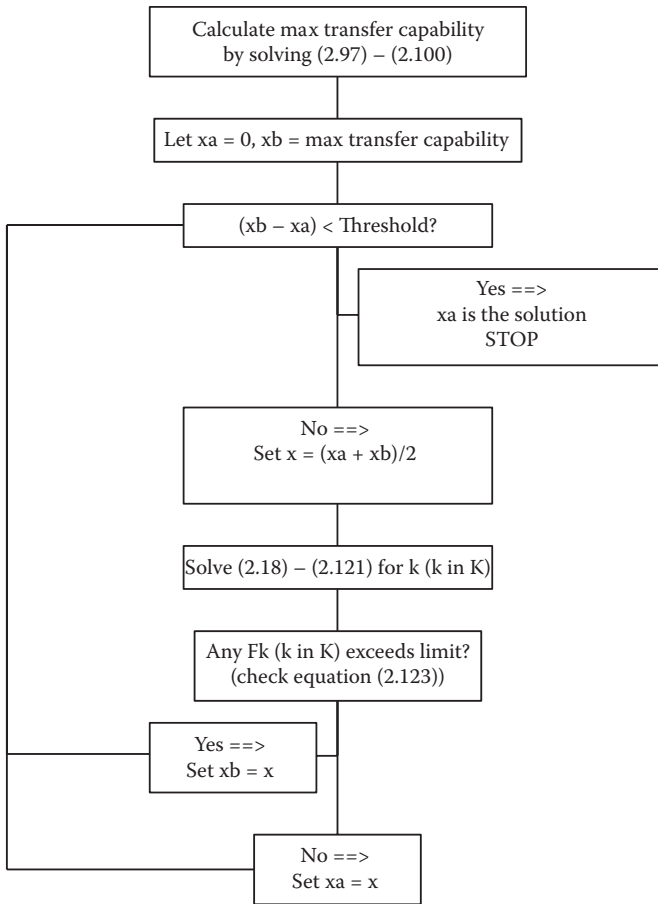 Calculate max transfer capability
by solving (2.97) – (2.100)
Let xa = 0, xb = max transfer capability
(xb – xa) < Threshold?
Yes ==>
xa is the solution
STOP
No ==>
Set x = (xa + xb)/2
Solve (2.18) – (2.121) for k (k in K)
Any Fk (k in K) exceeds limit?
(check equation (2.123))
Yes ==>
Set xb = x
No ==>
Set xa = x